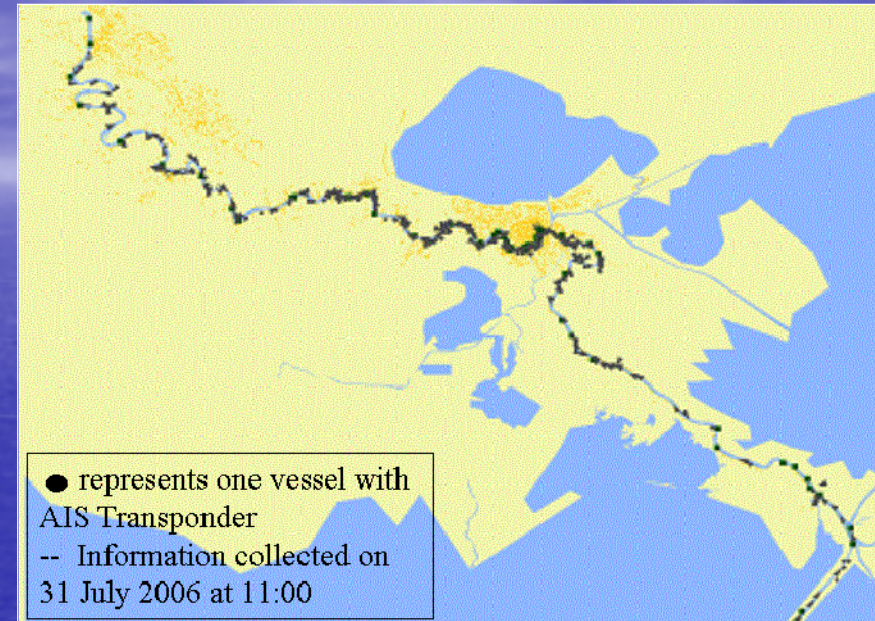 ● represents one vessel with
AIS Transponder
-- Information collected on
31 July 2006 at 11:00